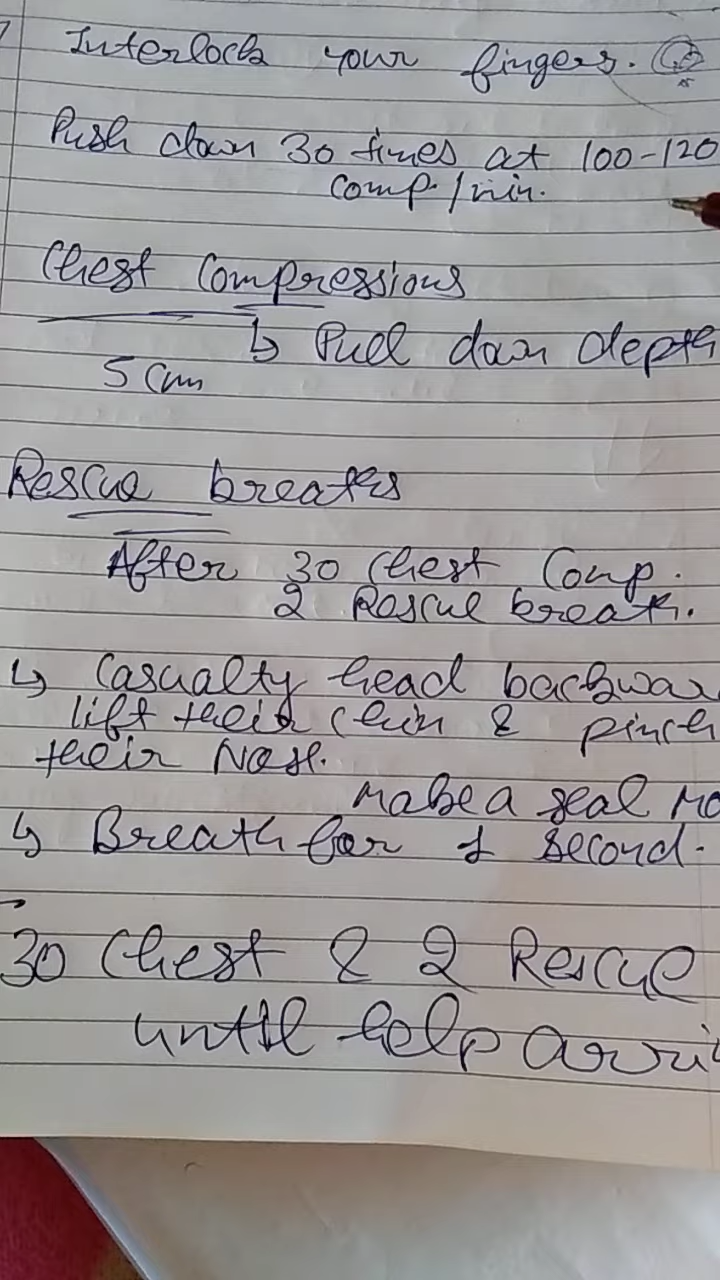 Interlock your fingers.
Push down 30 times at 100-120
comp./min.
Chest Compressions
↳ Pull down depth
5 cm
Rescue breaths
After 30 Chest Comp.
2 Rescue breath.
↳ Casualty head backwar
lift their chin & pinch
their Nose.
Make a seal Mo
↳ Breath for 1 second.
30 Chest & 2 Rescue
until help arri